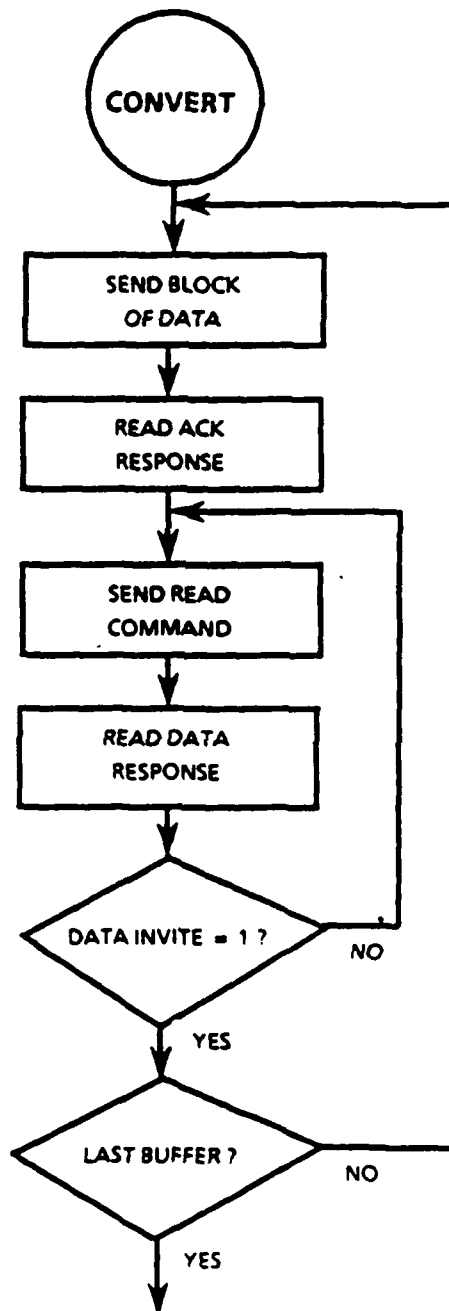 CONVERT
SEND BLOCK
OF DATA
READ ACK
RESPONSE
SEND READ
COMMAND
READ DATA
RESPONSE
DATA INVITE = 1 ?
NO
YES
LAST BUFFER ?
NO
YES